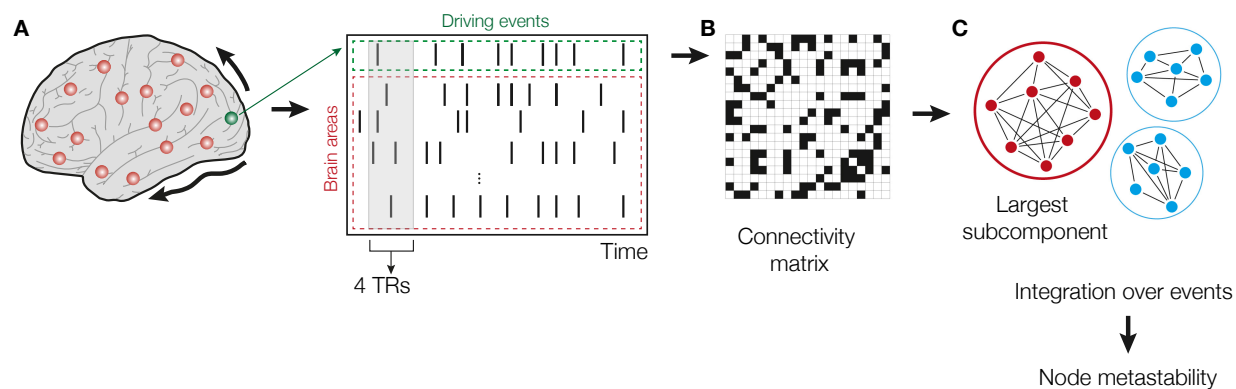 A
Driving events
Brain areas
...
Time
4 TRs
B
Connectivity
matrix
C
Largest
subcomponent
Integration over events
Node metastability